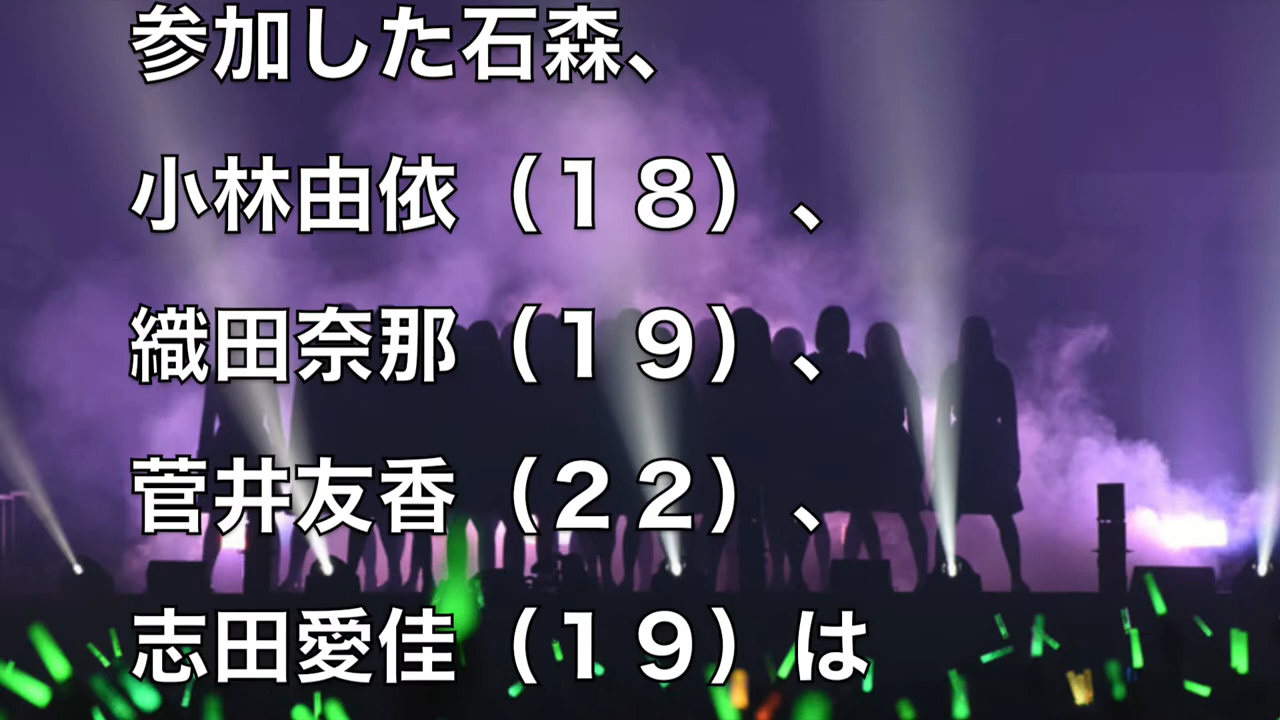 参加した石森、
小林由依（１８）、
織田奈那（１９）、
菅井友香（２２）、
志田愛佳（１９）は